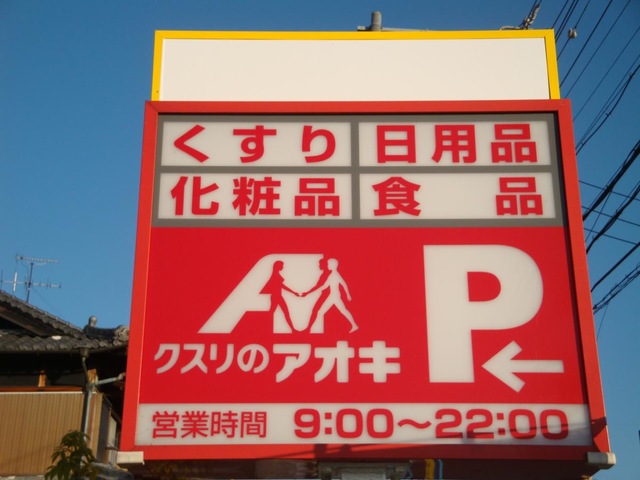 くすり 日用品
化粧品 食品
P
クスリのアオキ
営業時間 9:00～22:00